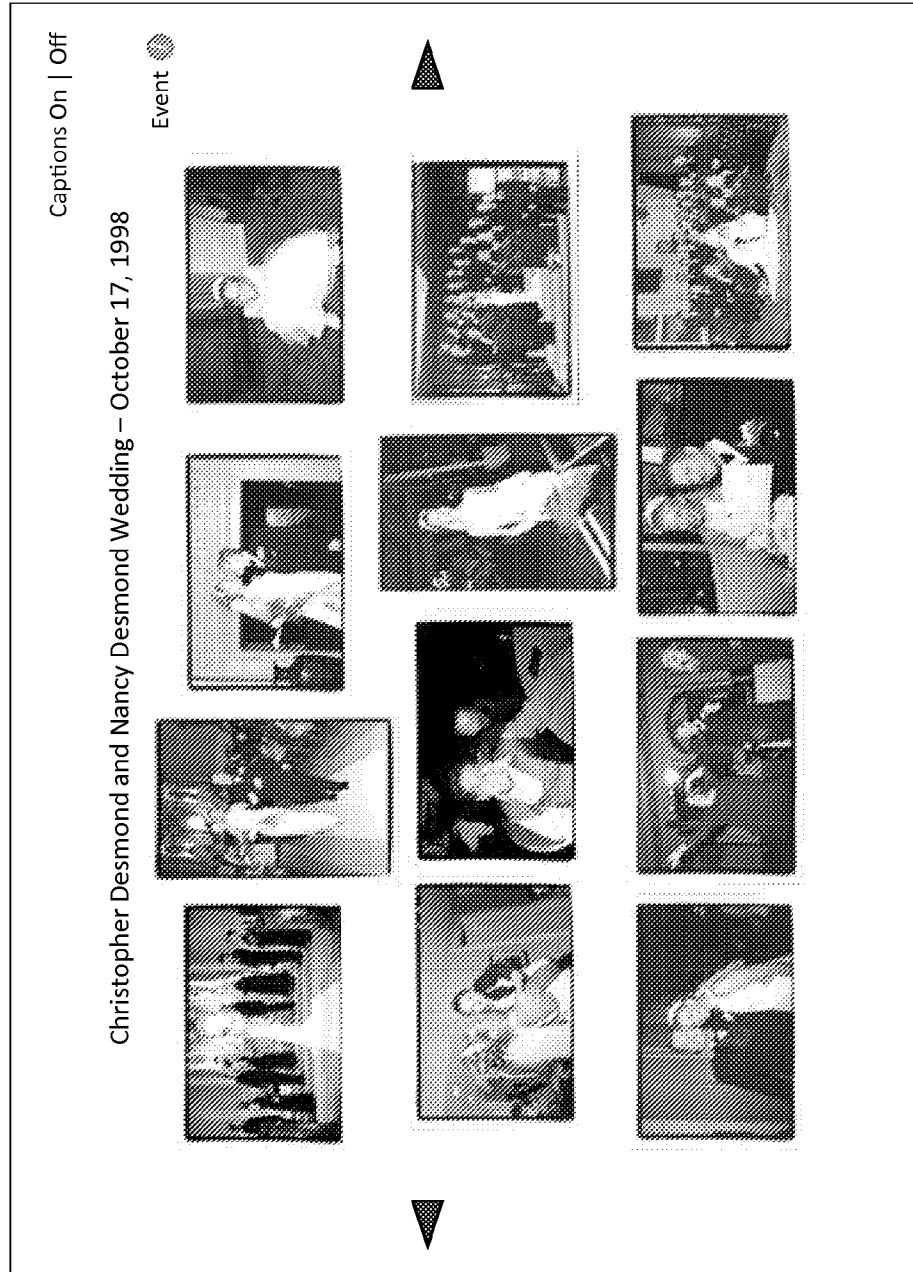 Captions On | Off
Christopher Desmond and Nancy Desmond Wedding – October 17, 1998
Event